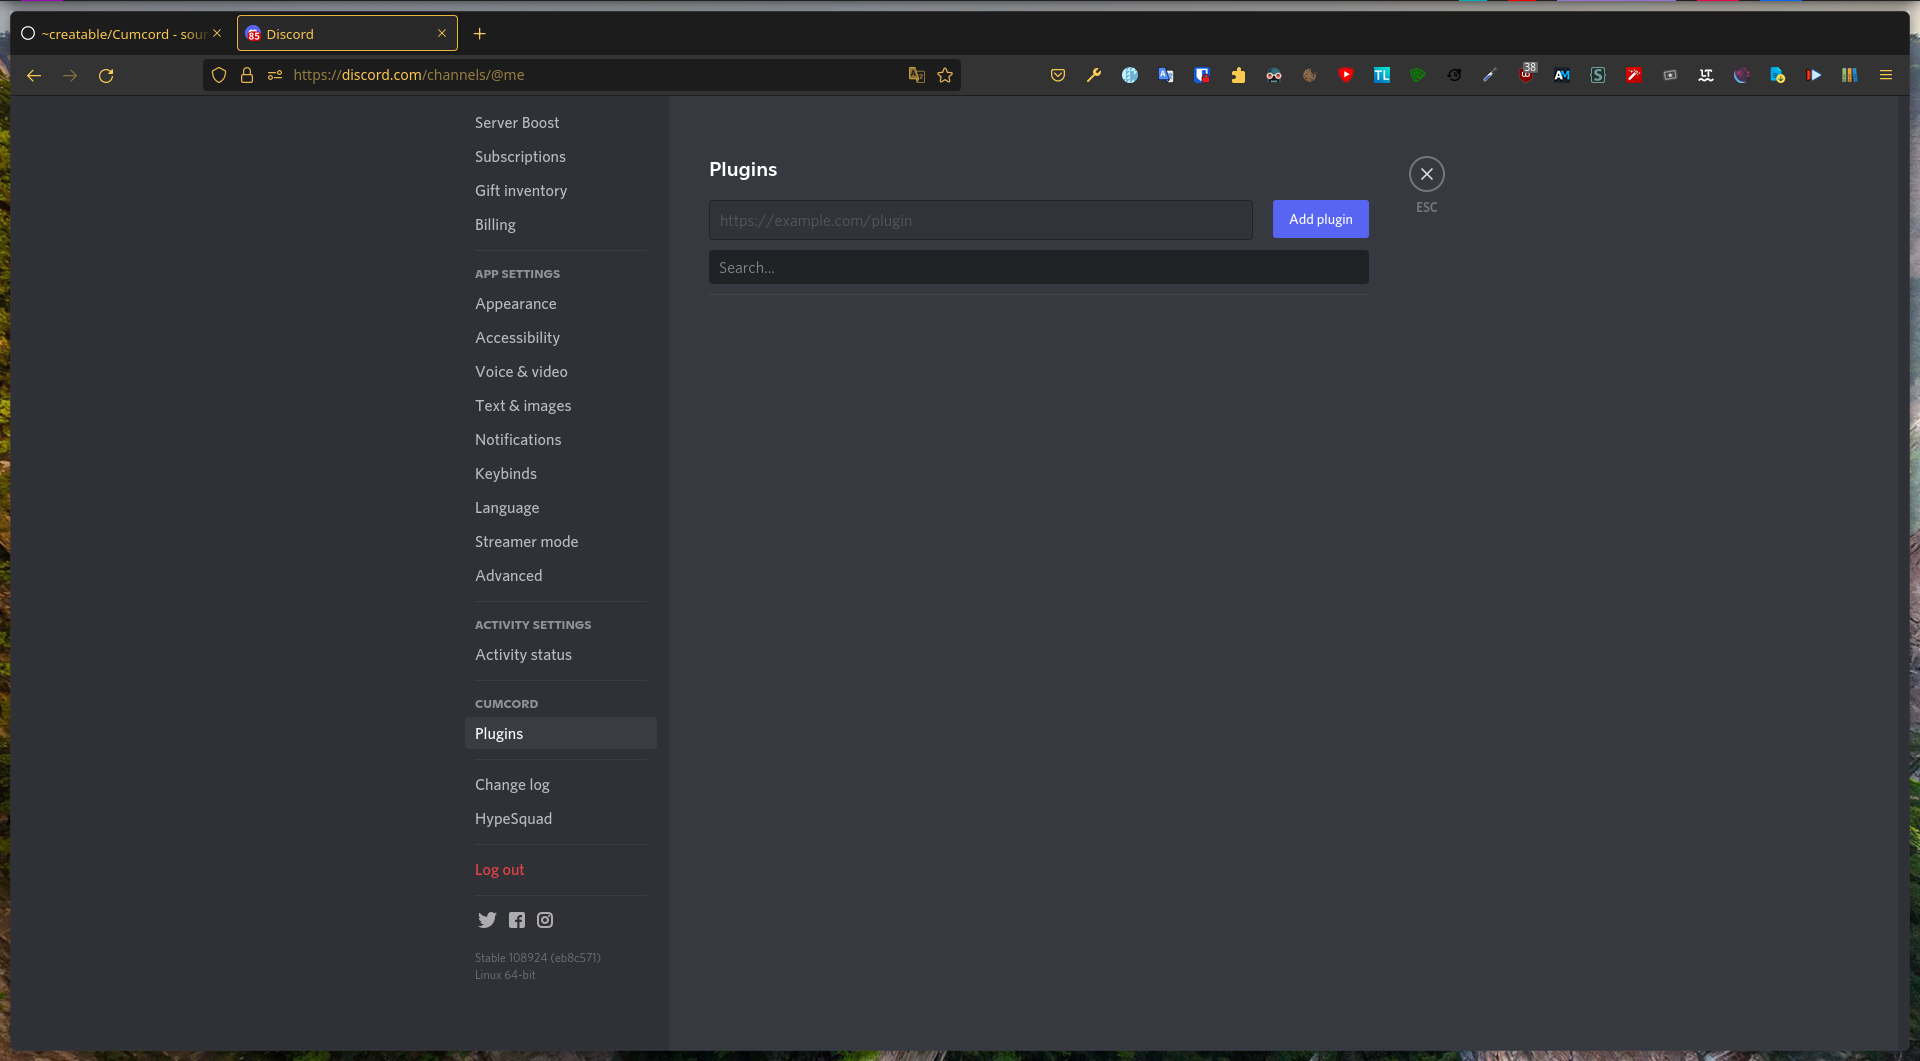 ~creatable/Cumcord - sour
85
Discord
https://discord.com/channels/@me
TL
38
AM
S
Server Boost
Subscriptions
Gift inventory
Billing
APP SETTINGS
Appearance
Accessibility
Voice & video
Text & images
Notifications
Keybinds
Language
Streamer mode
Advanced
ACTIVITY SETTINGS
Activity status
CUMCORD
Plugins
Change log
HypeSquad
Log out
Stable 108924 (eb8c571)
Linux 64-bit
Plugins
https://example.com/plugin
Add plugin
Search...
ESC